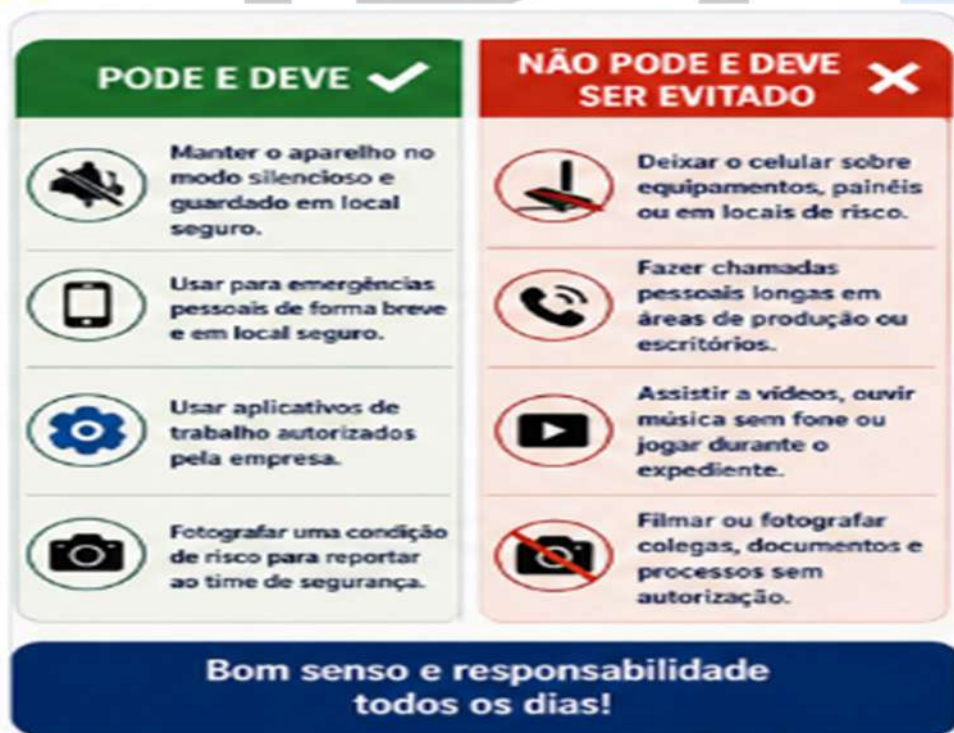 PODE E DEVE
Manter o aparelho no
modo silencioso e
guardado em local
seguro.
Usar para emergências
pessoais de forma breve
e em local seguro.
Usar aplicativos de
trabalho autorizados
pela empresa.
Fotografar uma condição
de risco para reportar
ao time de segurança.
NÃO PODE E DEVE
SER EVITADO
Deixar o celular sobre
equipamentos, painéis
ou em locais de risco.
Fazer chamadas
pessoais longas em
áreas de produção ou
escritórios.
Assistir a vídeos, ouvir
música sem fone ou
jogar durante o
expediente.
Filmar ou fotografar
colegas, documentos e
processos sem
autorização.
Bom senso e responsabilidade
todos os dias!